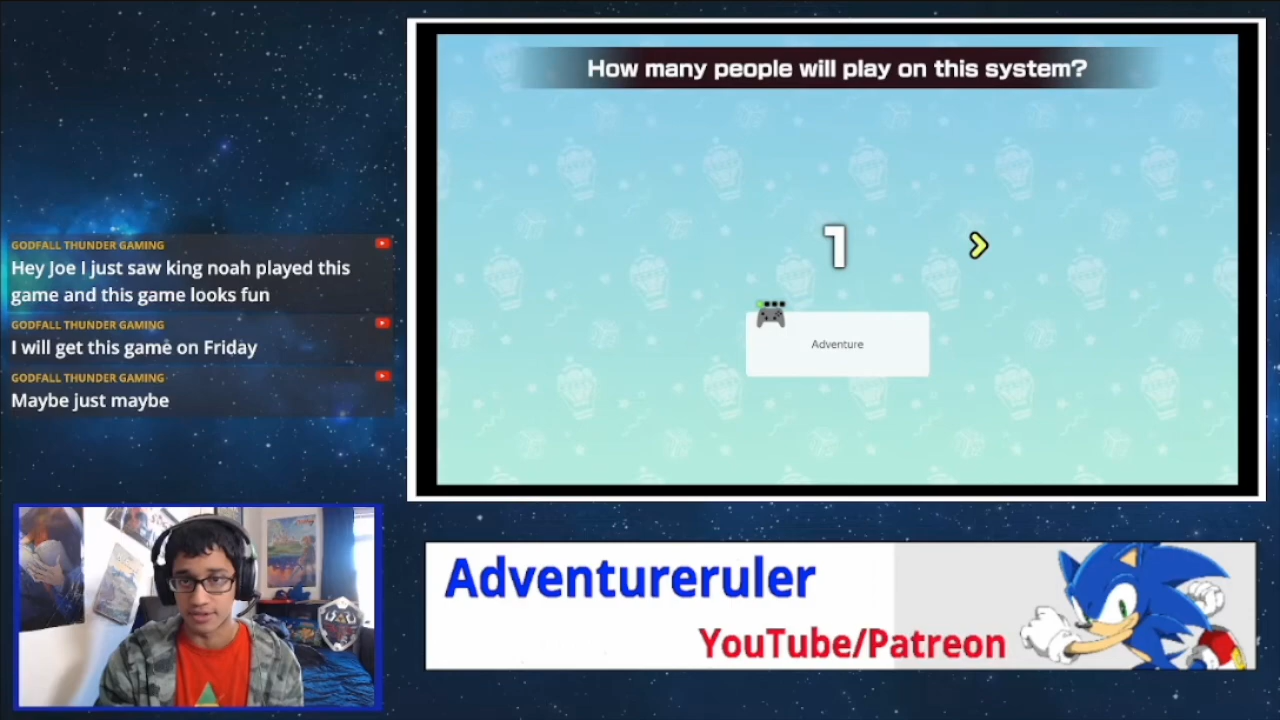 How many people will play on this system?
1
Adventure
GODFALL THUNDER GAMING
Hey Joe I just saw king noah played this
game and this game looks fun
GODFALL THUNDER GAMING
I will get this game on Friday
GODFALL THUNDER GAMING
Maybe just maybe
Adventureruler
YouTube/Patreon